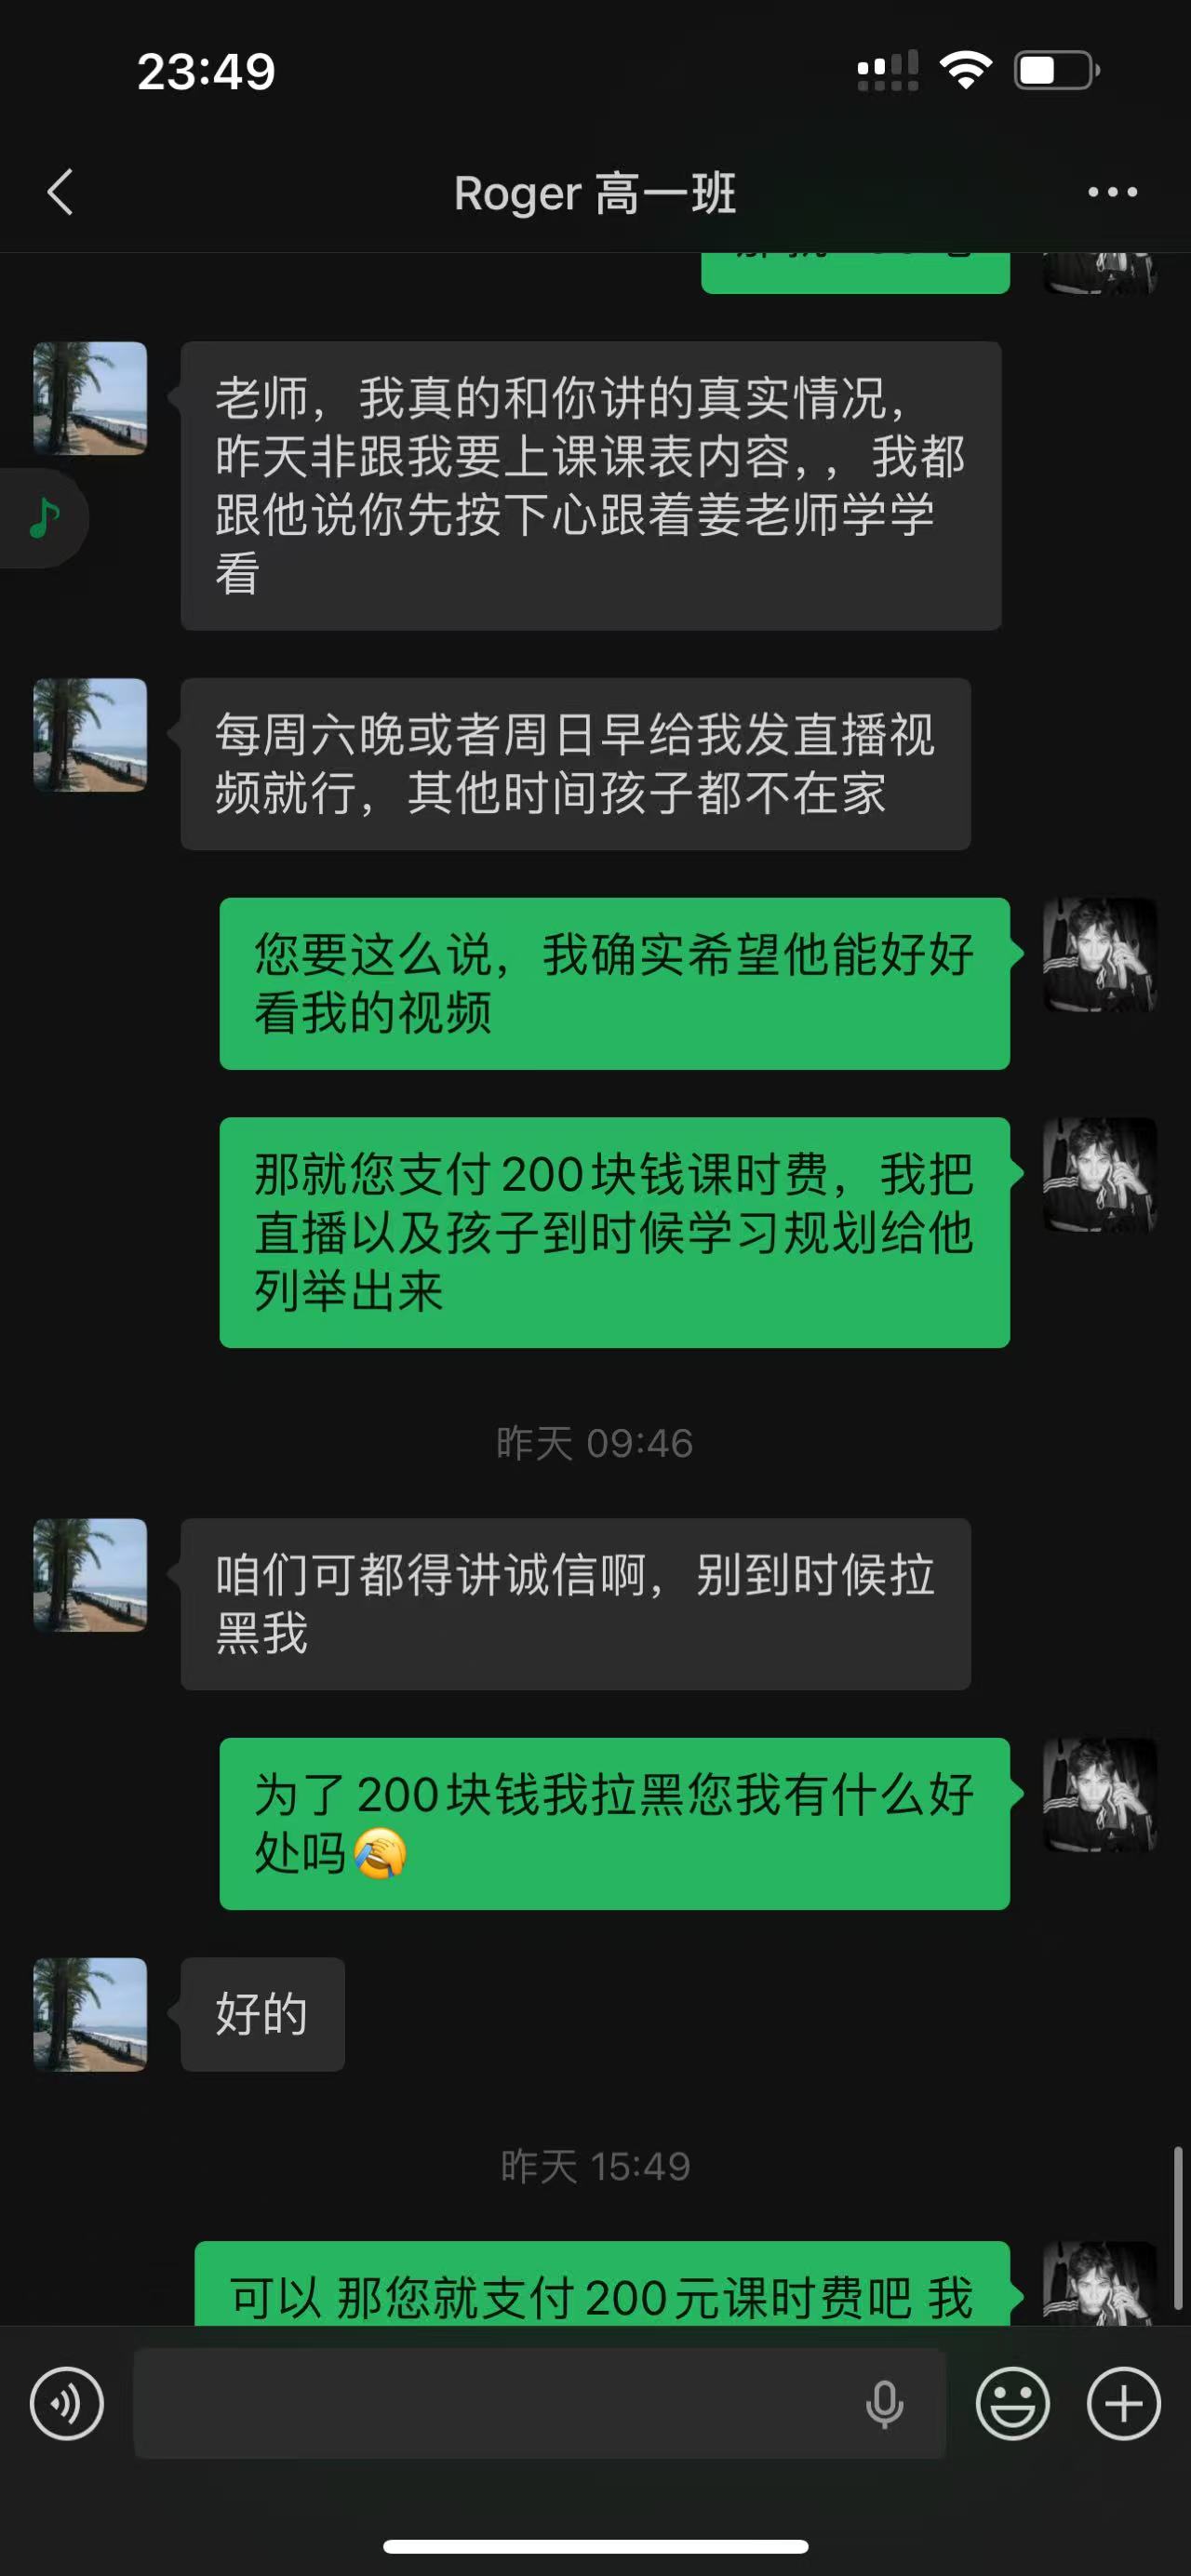 23:49
Roger 高一班
老师，我真的和你讲的真实情况，
昨天非跟我要上课课表内容，，我都
跟他说你先按下心跟着姜老师学学
看
每周六晚或者周日早给我发直播视
频就行，其他时间孩子都不在家
您要这么说，我确实希望他能好好
看我的视频
那就您支付200块钱课时费，我把
直播以及孩子到时候学习规划给他
列举出来
昨天 09:46
咱们可都得讲诚信啊，别到时候拉
黑我
为了200块钱我拉黑您我有什么好
处吗🤣
好的
昨天 15:49
可以 那您就支付200元课时费吧 我